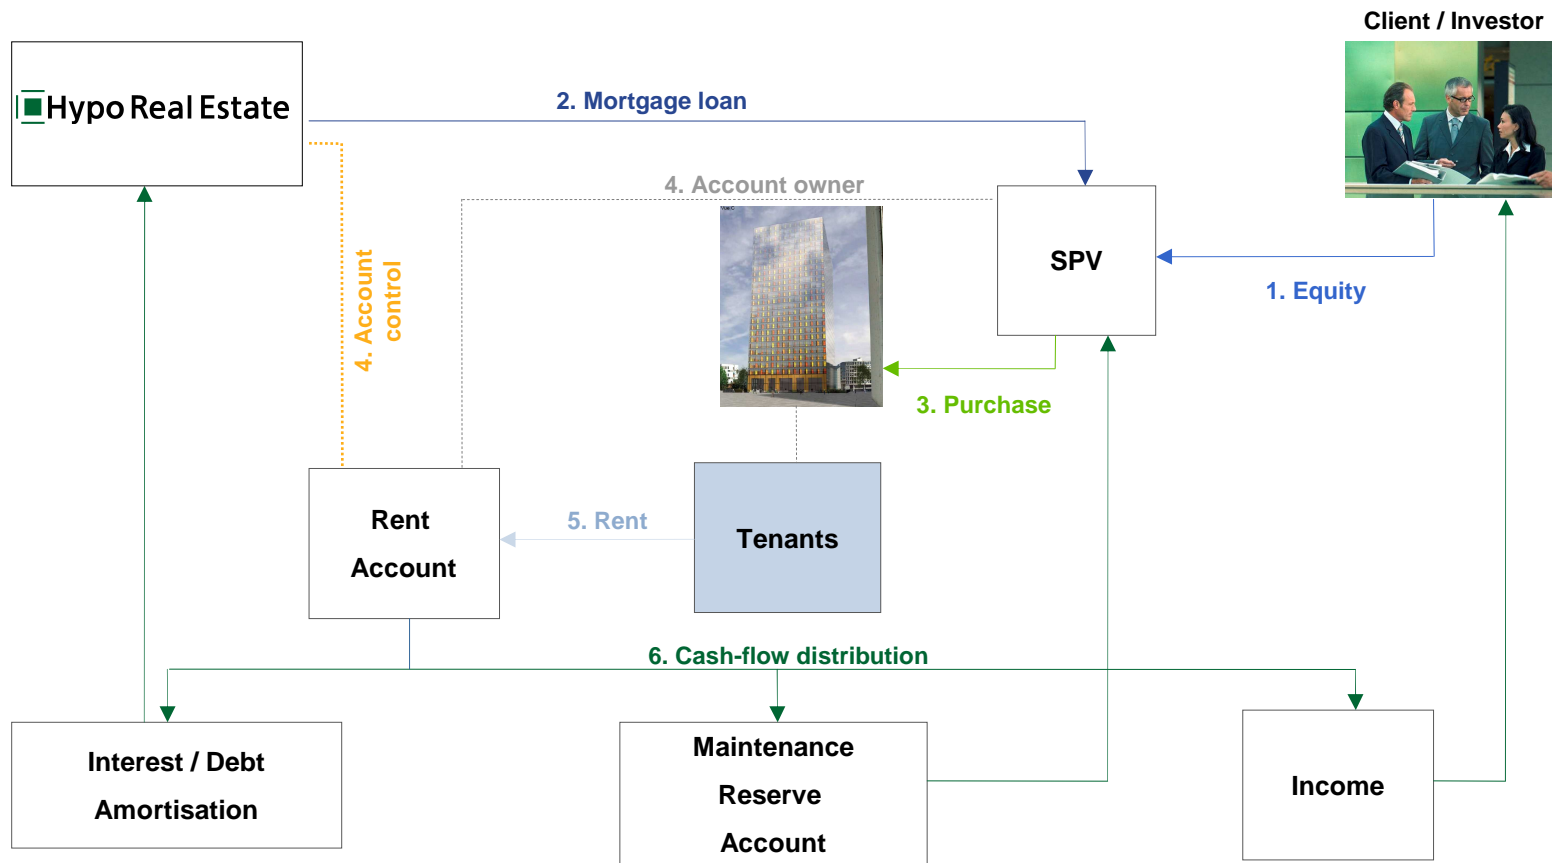 Client / Investor
Hypo Real Estate
2. Mortgage loan
4. Account owner
SPV
1. Equity
4. Account
control
3. Purchase
Rent
Account
5. Rent
Tenants
6. Cash-flow distribution
Interest / Debt
Amortisation
Maintenance
Reserve
Account
Income